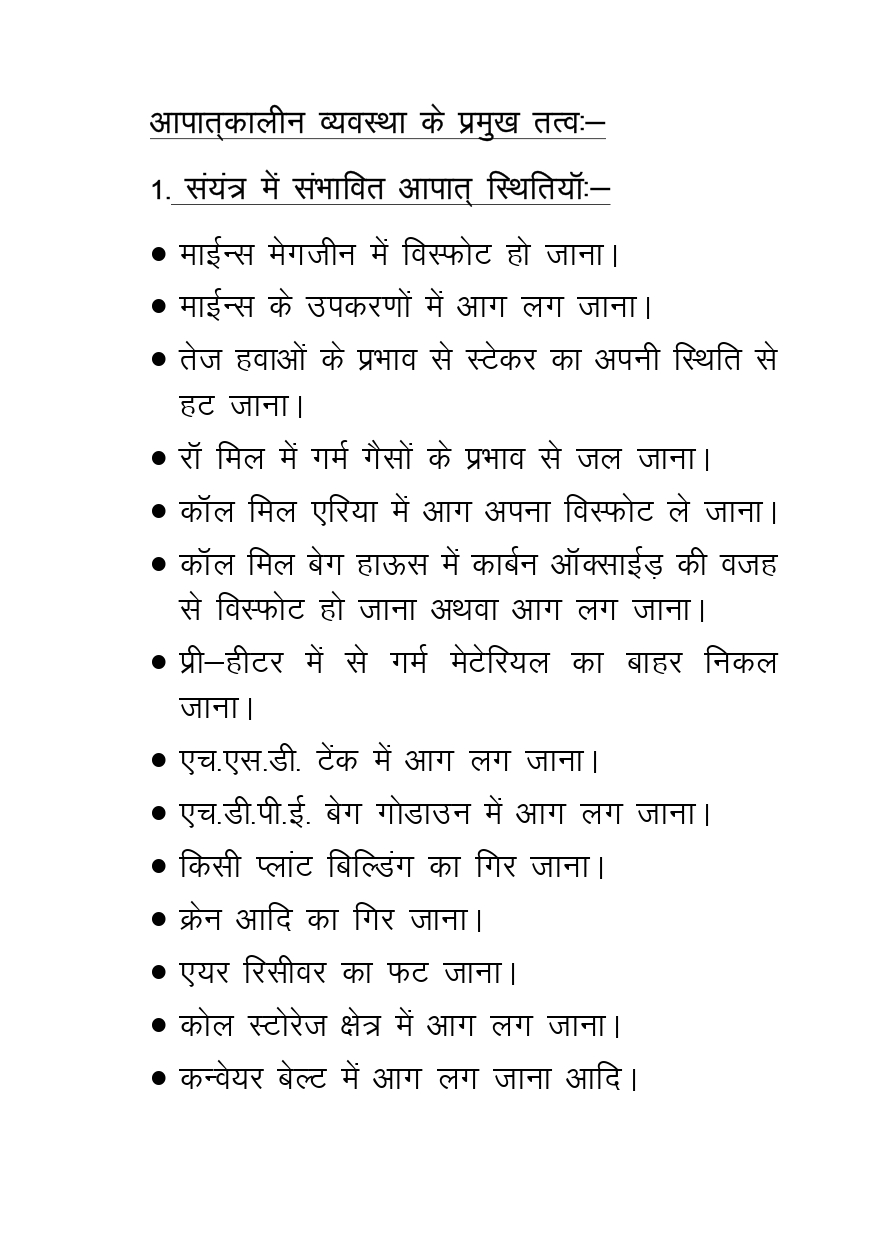 आपात्कालीन व्यवस्था के प्रमुख तत्वः–
1. संयंत्र में संभावित आपात् स्थितियॉः–
● माईन्स मेगजीन में विस्फोट हो जाना।
● माईन्स के उपकरणों में आग लग जाना।
● तेज हवाओं के प्रभाव से स्टेकर का अपनी स्थिति से
हट जाना।
● रॉ मिल में गर्म गैसों के प्रभाव से जल जाना।
● कॉल मिल एरिया में आग अपना विस्फोट ले जाना।
● कॉल मिल बेग हाऊस में कार्बन ऑक्साईड़ की वजह
से विस्फोट हो जाना अथवा आग लग जाना।
● प्री–हीटर में से गर्म मेटेरियल का बाहर निकल
जाना।
● एच.एस.डी. टेंक में आग लग जाना।
● एच.डी.पी.ई. बेग गोडाउन में आग लग जाना।
● किसी प्लांट बिल्डिंग का गिर जाना।
● क्रेन आदि का गिर जाना।
● एयर रिसीवर का फट जाना।
● कोल स्टोरेज क्षेत्र में आग लग जाना।
● कन्वेयर बेल्ट में आग लग जाना आदि।